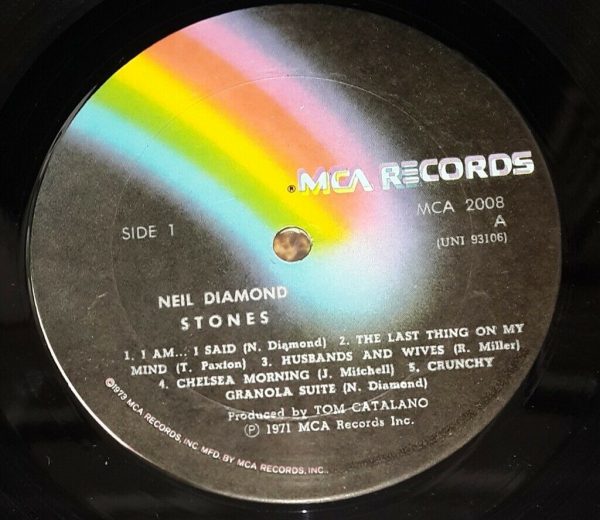 ® MCA RECORDS
MCA 2008
SIDE 1
A
(UNI 93106)
NEIL DIAMOND
STONES
1. I AM... I SAID (N. Diamond) 2. THE LAST THING ON MY
MIND (T. Paxton) 3. HUSBANDS AND WIVES (R. Miller)
4. CHELSEA MORNING (J. Mitchell) 5. CRUNCHY
GRANOLA SUITE (N. Diamond)
Produced by TOM CATALANO
Ⓟ 1971 MCA Records Inc.
©1973 MCA RECORDS, INC. MFD. BY MCA RECORDS, INC.